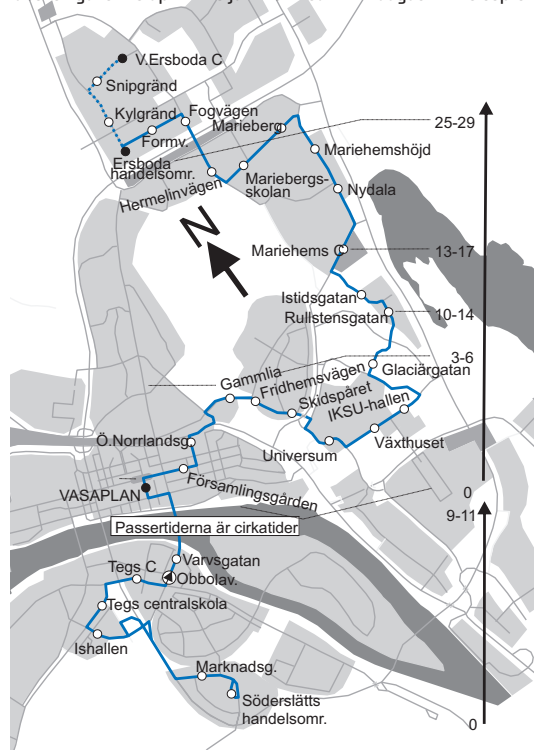 V.Ersboda C
Snipgränd
Kylgränd
Fogvägen
Formv.
Marieberg
25-29
Ersboda
handelsomr.
Mariehemshöjd
Hermelinvägen
Mariebergs-
skolan
Nydala
N
Mariehems C
13-17
Istidsgatan
Rullstensgatan
10-14
3-6
Glaciärgatan
Gammlia
Fridhemsvägen
Skidspåret
IKSU-hallen
Ö.Norrlandsg.
Universum
Växthuset
Församlingsgården
VASAPLAN
0
9-11
Passertiderna är cirkatider
Tegs C
Varvsgatan
Obbolav.
Tegs centralskola
Ishallen
Marknadsg.
Söderslätts
handelsomr.
0